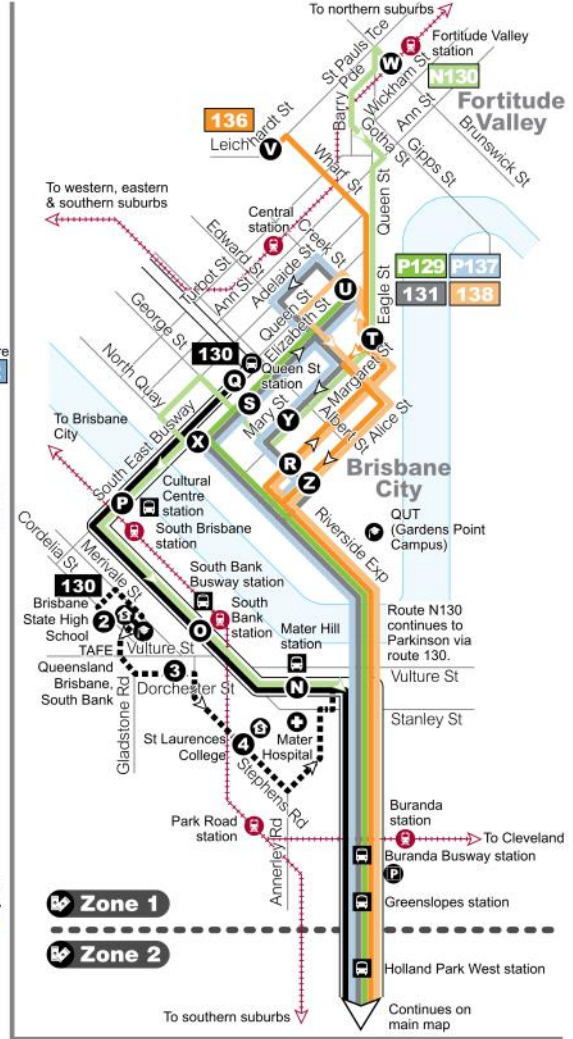 To northern suburbs
Fortitude Valley
station
St Pauls Tce
W
N130
Fortitude
Valley
Barry Pde
Wickham St
Ann St
Brunswick St
Gotha St
Gipps St
136
Leichhardt St
V
Wharf St
To western, eastern
& southern suburbs
Central
station
Queen St
Edward
Creek St
Adelaide St
Turbot St
Ann St
U
Eagle St
P129
P137
131
138
George St
Queen St
Elizabeth St
T
130
Queen St
station
Q
S
North Quay
Margaret St
Mary St
Y
Albert St
Alice St
re
To Brisbane
City
South East Busway
X
R
Z
Brisbane
City
P
Cultural
Centre
station
South Brisbane
station
Riverside Exp
QUT
(Gardens Point
Campus)
Cordelia St
Merivale St
South Bank
Busway station
130
Brisbane
State High
School
2
South
Bank
station
O
Mater Hill
station
Route N130
continues to
Parkinson via
route 130.
TAFE
Queensland
Brisbane,
South Bank
Vulture St
3
Dorchester St
N
Vulture St
Stanley St
Gladstone Rd
St Laurences
College
4
Mater
Hospital
Stephens Rd
Annerley Rd
Park Road
station
Buranda
station
To Cleveland
Buranda Busway station
P
Zone 1
Greenslopes station
Zone 2
Holland Park West station
To southern suburbs
Continues on
main map